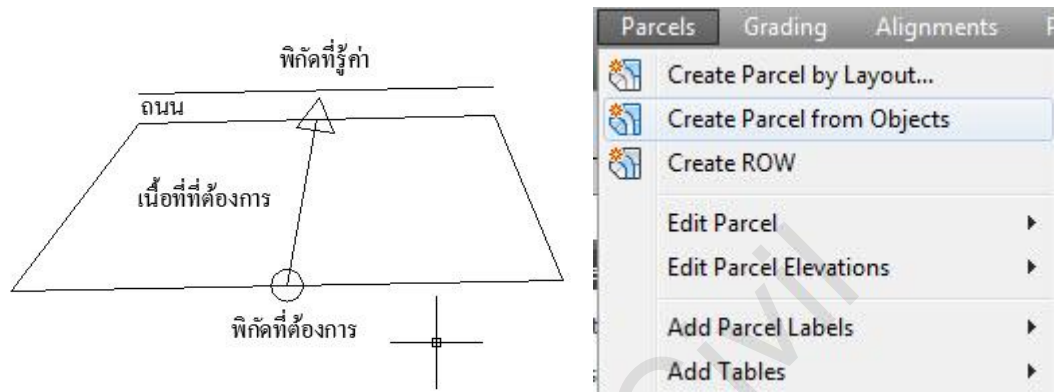 พิกัดที่รู้ค่า
ถนน
เนื้อที่ที่ต้องการ
พิกัดที่ต้องการ
Parcels Grading Alignments
Create Parcel by Layout...
Create Parcel from Objects
Create ROW
Edit Parcel
Edit Parcel Elevations
Add Parcel Labels
Add Tables
Civil